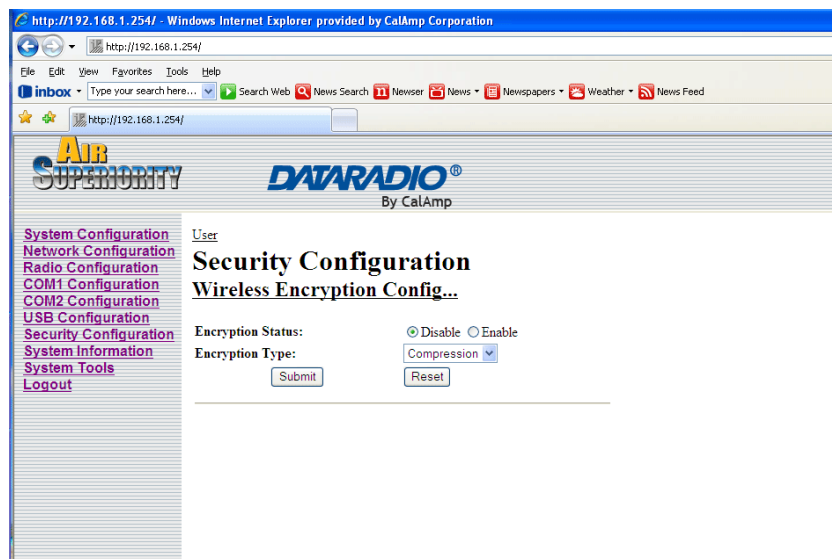 http://192.168.1.254/ - Windows Internet Explorer provided by CalAmp Corporation
http://192.168.1.254/
File Edit View Favorites Tools Help
inbox Type your search here... Search Web News Search Newser News Newspapers Weather News Feed
http://192.168.1.254/
AIR SUPERIORITY
DATARADIO®
By CalAmp
System Configuration
Network Configuration
Radio Configuration
COM1 Configuration
COM2 Configuration
USB Configuration
Security Configuration
System Information
System Tools
Logout
User
Security Configuration
Wireless Encryption Config...
Encryption Status: Disable Enable
Encryption Type: Compression
Submit Reset